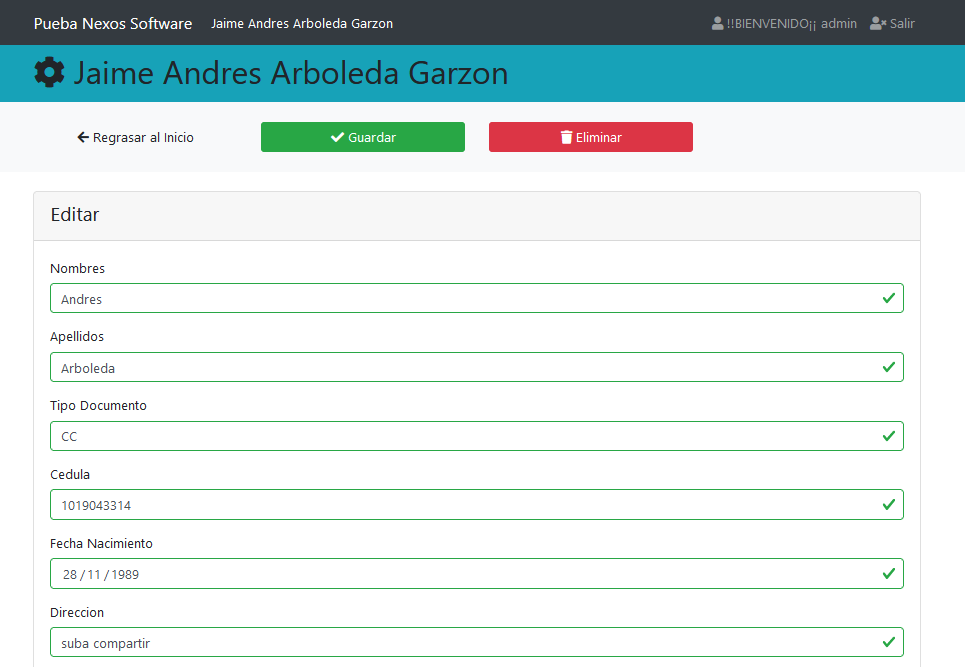 Pueba Nexos Software Jaime Andres Arboleda Garzon !!BIENVENIDO¡¡ admin Salir
Jaime Andres Arboleda Garzon
Regrasar al Inicio Guardar Eliminar
Editar
Nombres
Andres
Apellidos
Arboleda
Tipo Documento
CC
Cedula
1019043314
Fecha Nacimiento
28 / 11 / 1989
Direccion
suba compartir